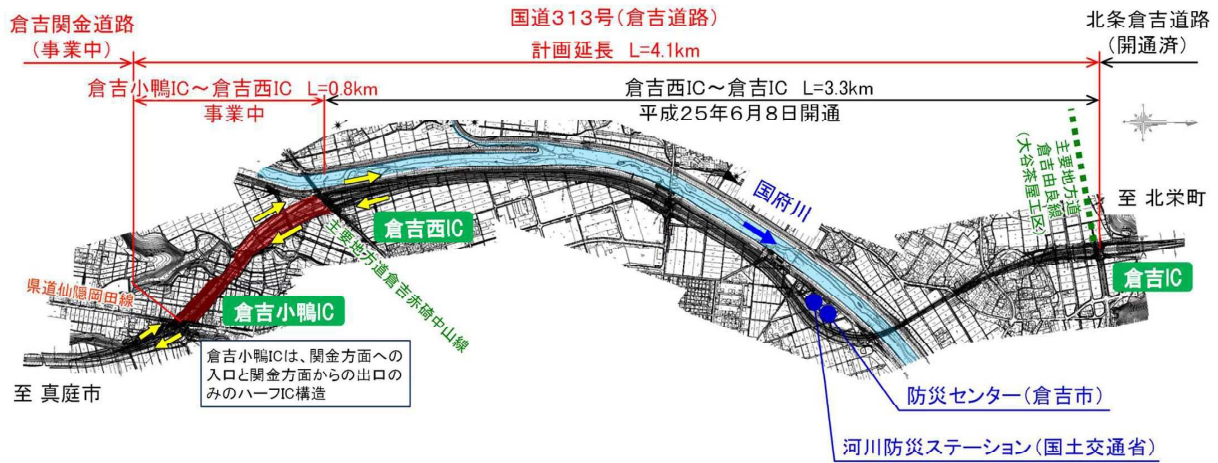 国道313号(倉吉道路)
倉吉関金道路
(事業中)
北条倉吉道路
(開通済)
計画延長 L=4.1km
倉吉小鴨IC～倉吉西IC L=0.8km
事業中
倉吉西IC～倉吉IC L=3.3km
平成25年6月8日開通
主要地方道
倉吉由良線
(大谷茶屋工区)
至 北栄町
国府川
倉吉西IC
倉吉IC
主要地方道倉吉赤碕中山線
県道仙隠岡田線
倉吉小鴨IC
倉吉小鴨ICは、関金方面への
入口と関金方面からの出口の
みのハーフIC構造
至 真庭市
防災センター(倉吉市)
河川防災ステーション(国土交通省)